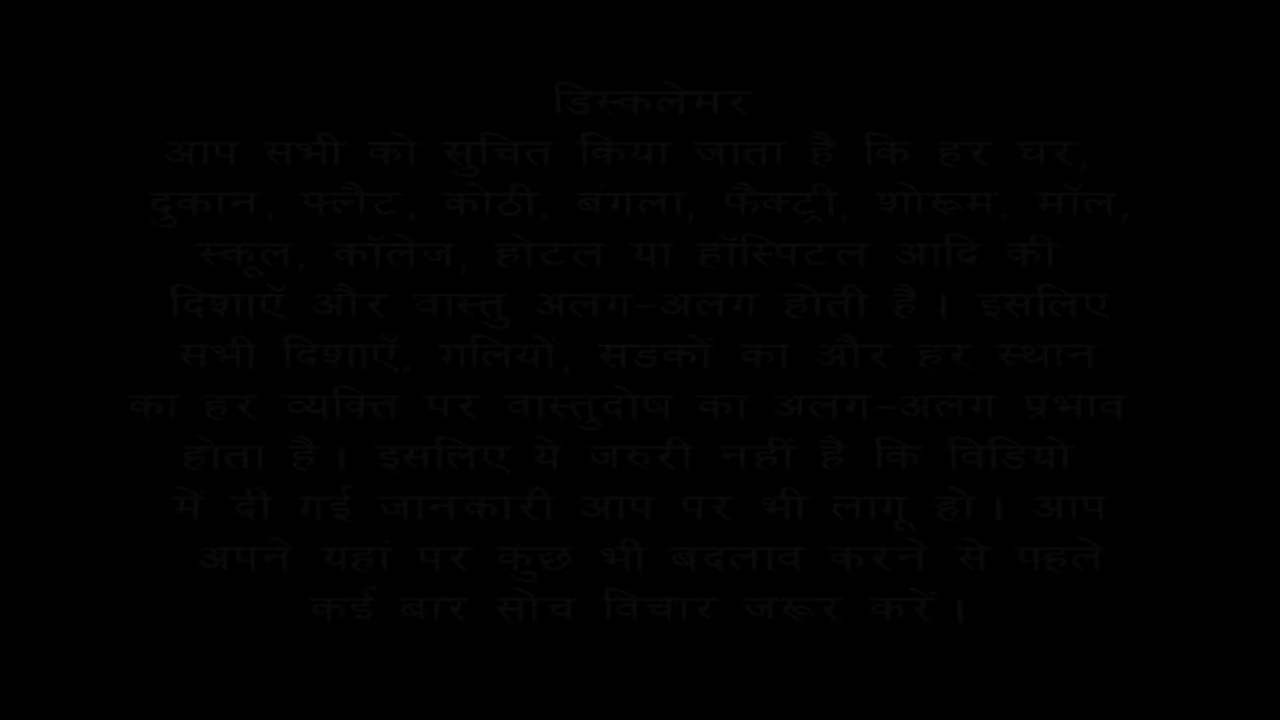 डिस्कलेमर
आप सभी को सुचित किया जाता है कि हर घर,
दुकान, फ्लैट, कोठी, बंगला, फैक्ट्री, शोरूम, मॉल,
स्कूल, कॉलेज, होटल या हॉस्पिटल आदि की
दिशाएँ और वास्तु अलग-अलग होती है। इसलिए
सभी दिशाएँ, गलियों, सडकों का और हर स्थान
का हर व्यक्ति पर वास्तुदोष का अलग-अलग प्रभाव
होता है। इसलिए ये जरुरी नहीं है कि विडियो
में दी गई जानकारी आप पर भी लागू हो। आप
अपने यहां पर कुछ भी बदलाव करने से पहले
कई बार सोच विचार जरूर करें।